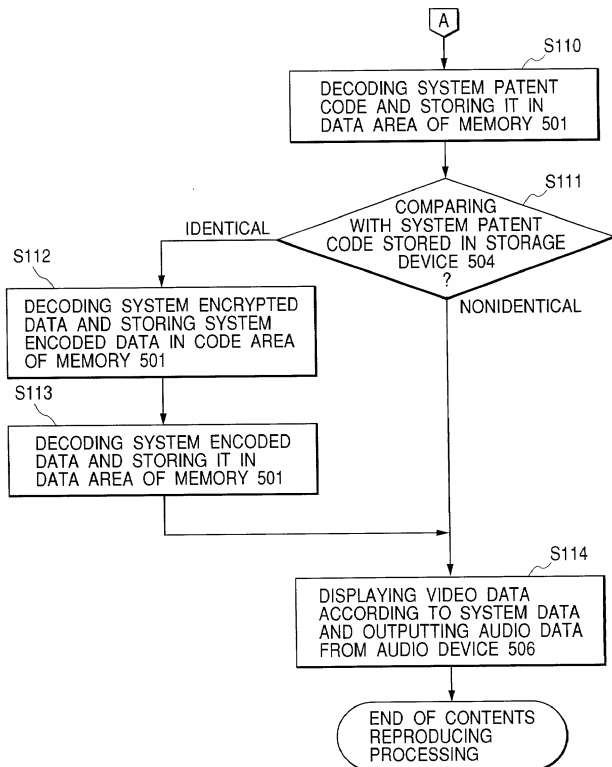 A
S110
DECODING SYSTEM PATENT
CODE AND STORING IT IN
DATA AREA OF MEMORY 501
S111
COMPARING
WITH SYSTEM PATENT
CODE STORED IN STORAGE
DEVICE 504
?
IDENTICAL
NONIDENTICAL
S112
DECODING SYSTEM ENCRYPTED
DATA AND STORING SYSTEM
ENCODED DATA IN CODE AREA
OF MEMORY 501
S113
DECODING SYSTEM ENCODED
DATA AND STORING IT IN
DATA AREA OF MEMORY 501
S114
DISPLAYING VIDEO DATA
ACCORDING TO SYSTEM DATA
AND OUTPUTTING AUDIO DATA
FROM AUDIO DEVICE 506
END OF CONTENTS
REPRODUCING
PROCESSING